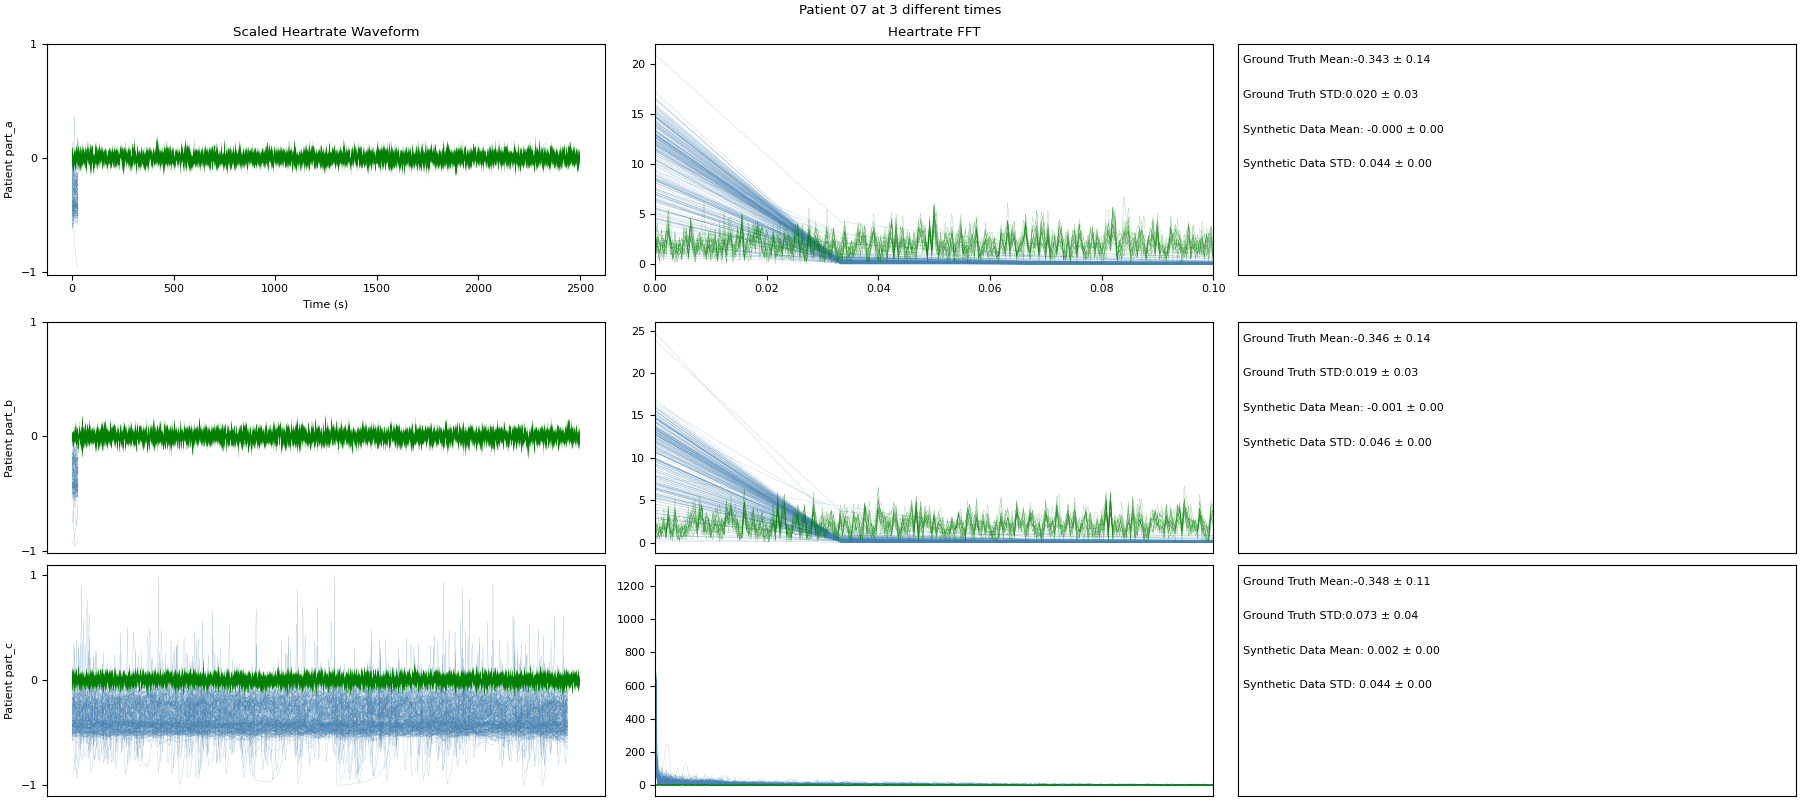 Patient 07 at 3 different times
Scaled Heartrate Waveform
Heartrate FFT
Patient part_a
1
0
−1
0 500 1000 1500 2000 2500
Time (s)
20
15
10
5
0
0.00 0.02 0.04 0.06 0.08 0.10
Ground Truth Mean:-0.343 ± 0.14
Ground Truth STD:0.020 ± 0.03
Synthetic Data Mean: -0.000 ± 0.00
Synthetic Data STD: 0.044 ± 0.00
Patient part_b
1
0
−1
25
20
15
10
5
0
Ground Truth Mean:-0.346 ± 0.14
Ground Truth STD:0.019 ± 0.03
Synthetic Data Mean: -0.001 ± 0.00
Synthetic Data STD: 0.046 ± 0.00
Patient part_c
1
0
−1
1200
1000
800
600
400
200
0
Ground Truth Mean:-0.348 ± 0.11
Ground Truth STD:0.073 ± 0.04
Synthetic Data Mean: 0.002 ± 0.00
Synthetic Data STD: 0.044 ± 0.00